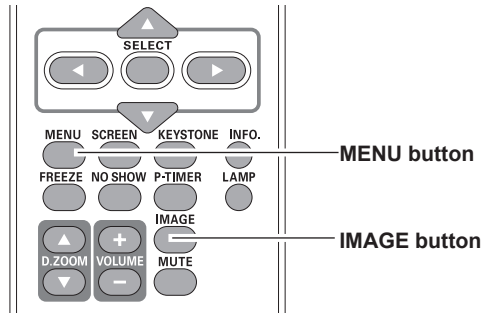 SELECT
MENU SCREEN KEYSTONE INFO.
MENU button
FREEZE NO SHOW P-TIMER LAMP
IMAGE
IMAGE button
D.ZOOM VOLUME MUTE